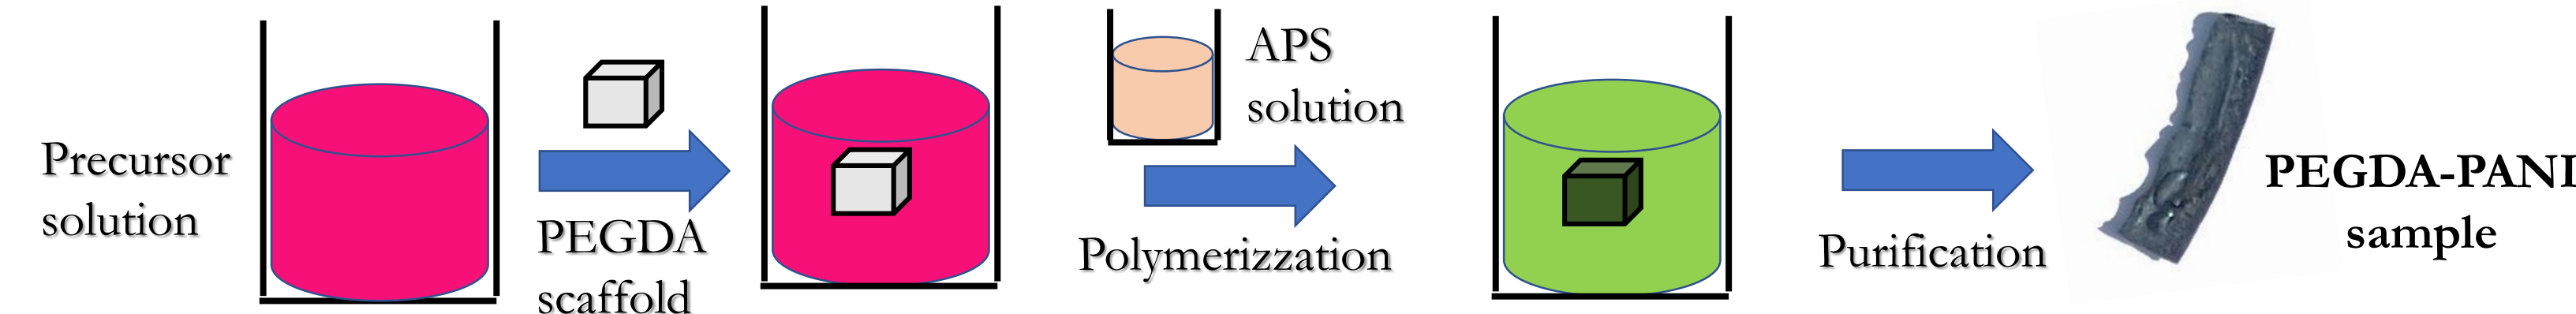 Precursor
solution
PEGDA
scaffold
APS
solution
Polymerizzation
Purification
PEGDA-PANI
sample